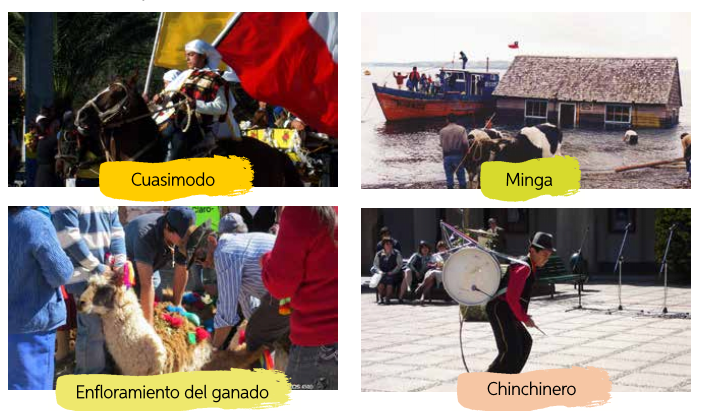 Cuasimodo
Minga
Enfloramiento del ganado
Chinchinero